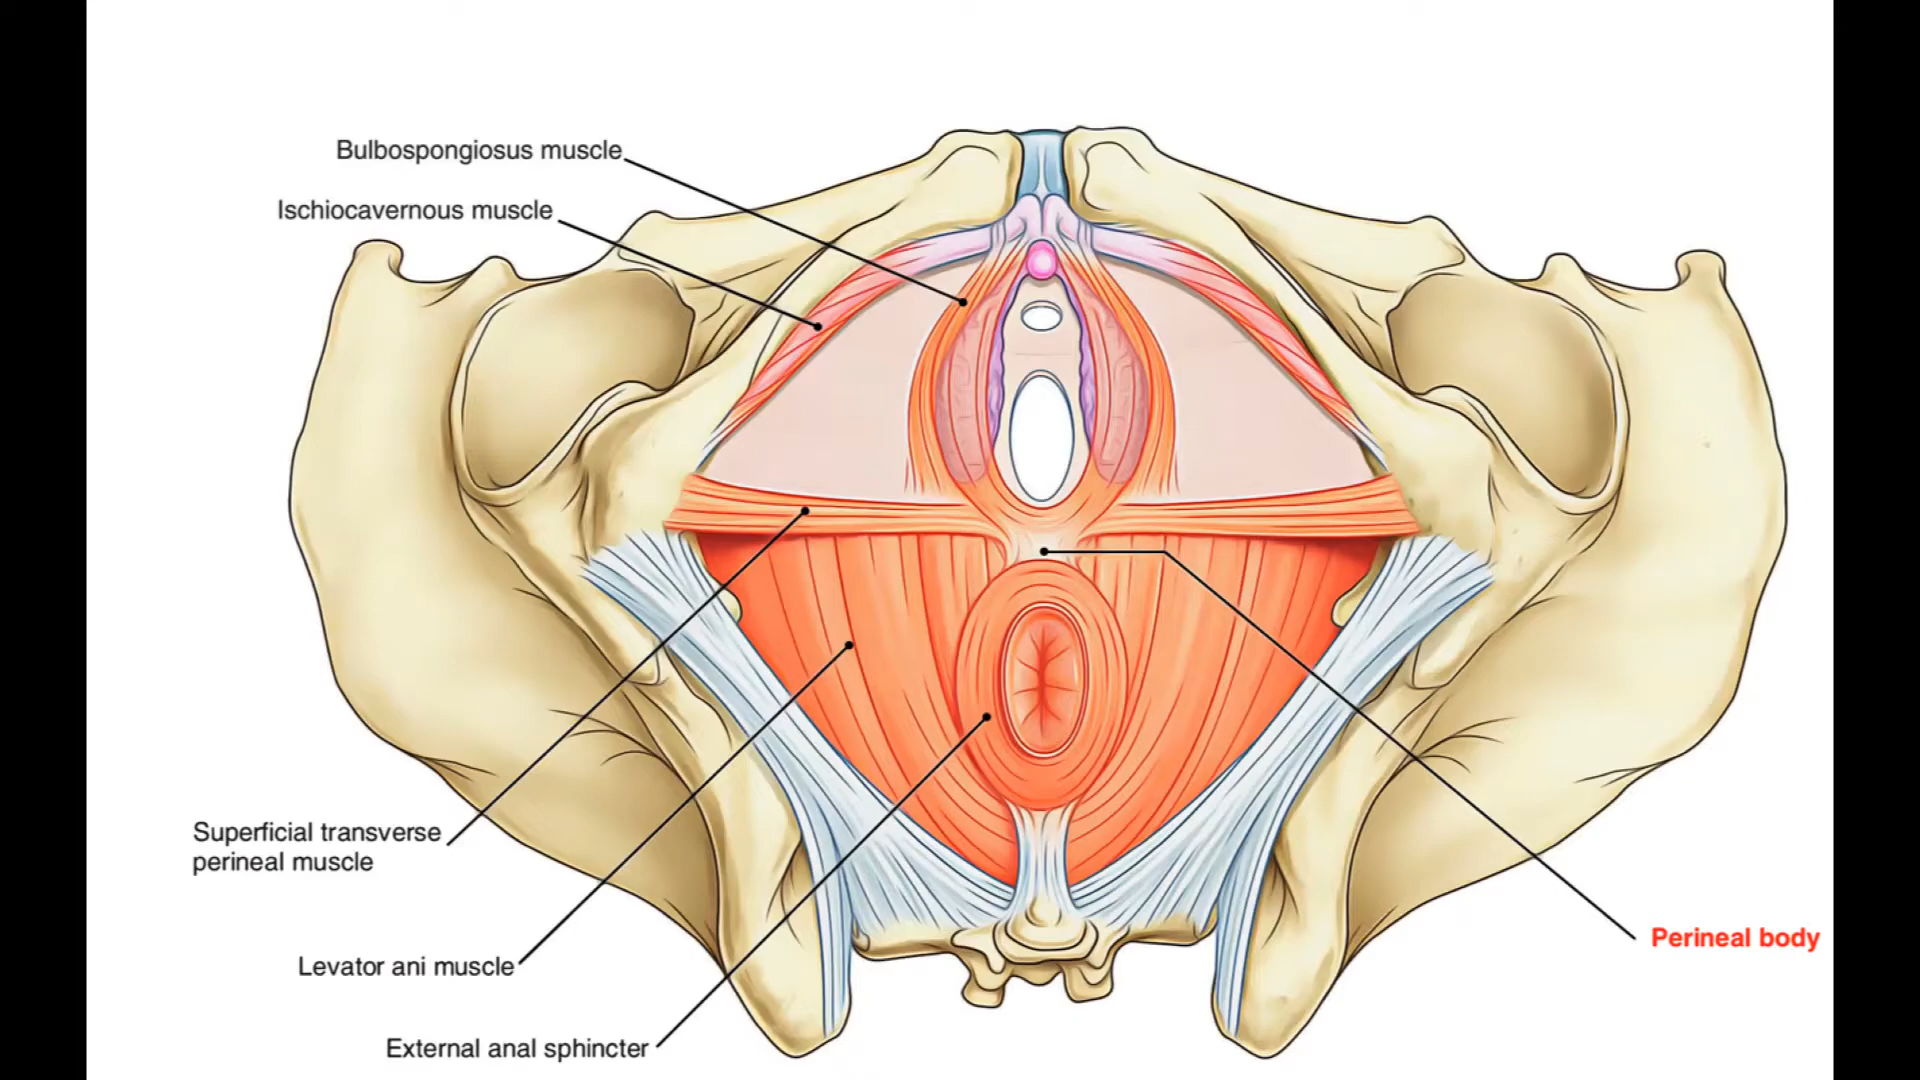 Bulbospongiosus muscle
Ischiocavernous muscle
Superficial transverse
perineal muscle
Perineal body
Levator ani muscle
External anal sphincter